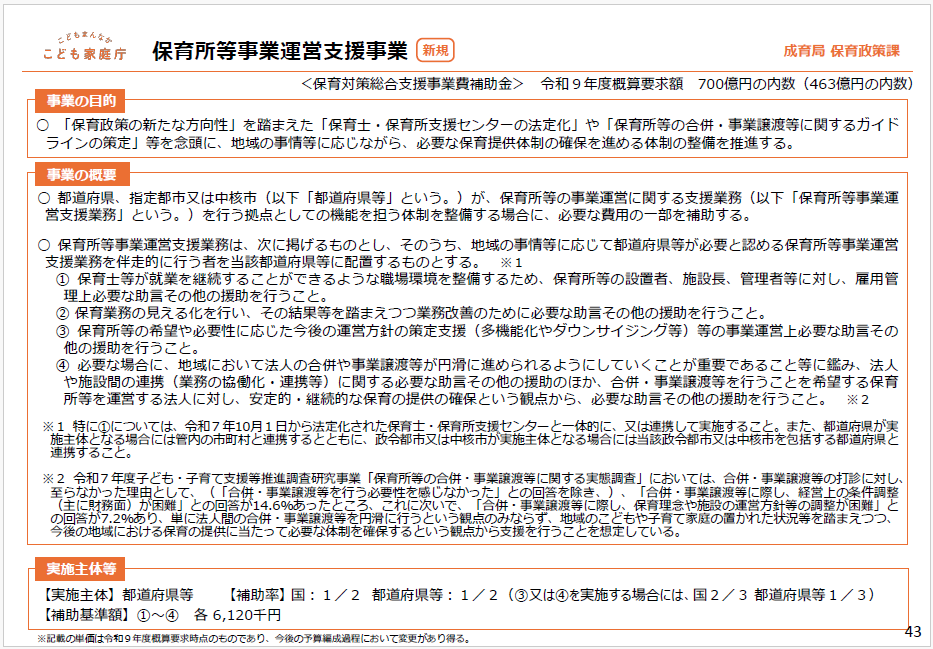 こどもまんなか
こども家庭庁
保育所等事業運営支援事業 新規
成育局 保育政策課
＜保育対策総合支援事業費補助金＞ 令和９年度概算要求額 700億円の内数（463億円の内数）
事業の目的
○ 「保育政策の新たな方向性」を踏まえた「保育士・保育所支援センターの法定化」や「保育所等の合併・事業譲渡等に関するガイド
ラインの策定」等を念頭に、地域の事情等に応じながら、必要な保育提供体制の確保を進める体制の整備を推進する。
事業の概要
○ 都道府県、指定都市又は中核市（以下「都道府県等」という。）が、保育所等の事業運営に関する支援業務（以下「保育所等事業運
営支援業務」という。）を行う拠点としての機能を担う体制を整備する場合に、必要な費用の一部を補助する。
○ 保育所等事業運営支援業務は、次に掲げるものとし、そのうち、地域の事情等に応じて都道府県等が必要と認める保育所等事業運営
支援業務を伴走的に行う者を当該都道府県等に配置するものとする。 ※１
① 保育士等が就業を継続することができるような職場環境を整備するため、保育所等の設置者、施設長、管理者等に対し、雇用管
理上必要な助言その他の援助を行うこと。
② 保育業務の見える化を行い、その結果等を踏まえつつ業務改善のために必要な助言その他の援助を行うこと。
③ 保育所等の希望や必要性に応じた今後の運営方針の策定支援（多機能化やダウンサイジング等）等の事業運営上必要な助言その
他の援助を行うこと。
④ 必要な場合に、地域において法人の合併や事業譲渡等が円滑に進められるようにしていくことが重要であること等に鑑み、法人
や施設間の連携（業務の協働化・連携等）に関する必要な助言その他の援助のほか、合併・事業譲渡等を行うことを希望する保育
所等を運営する法人に対し、安定的・継続的な保育の提供の確保という観点から、必要な助言その他の援助を行うこと。 ※２
※１ 特に①については、令和７年10月１日から法定化された保育士・保育所支援センターと一体的に、又は連携して実施すること。また、都道府県が実
施主体となる場合には管内の市町村と連携するとともに、政令都市又は中核市が実施主体となる場合には当該政令都市又は中核市を包括する都道府県と
連携すること。
※２ 令和７年度子ども・子育て支援等推進調査研究事業「保育所等の合併・事業譲渡等に関する実態調査」においては、合併・事業譲渡等の打診に対し、
至らなかった理由として、（「合併・事業譲渡等を行う必要性を感じなかった」との回答を除き、）、「合併・事業譲渡等に際し、経営上の条件調整
（主に財務面）が困難」との回答が14.6%あったところ、これに次いで、「合併・事業譲渡等に際し、保育理念や施設の運営方針等の調整が困難」と
の回答が7.2%あり、単に法人間の合併・事業譲渡等を円滑に行うという観点のみならず、地域のこどもや子育て家庭の置かれた状況等を踏まえつつ、
今後の地域における保育の提供に当たって必要な体制を確保するという観点から支援を行うことを想定している。
実施主体等
【実施主体】都道府県等 【補助率】国：１／２ 都道府県等：１／２（③又は④を実施する場合には、国２／３ 都道府県等１／３）
【補助基準額】①～④ 各 6,120千円
※記載の単価は令和９年度概算要求時点のものであり、今後の予算編成過程において変更があり得る。
43